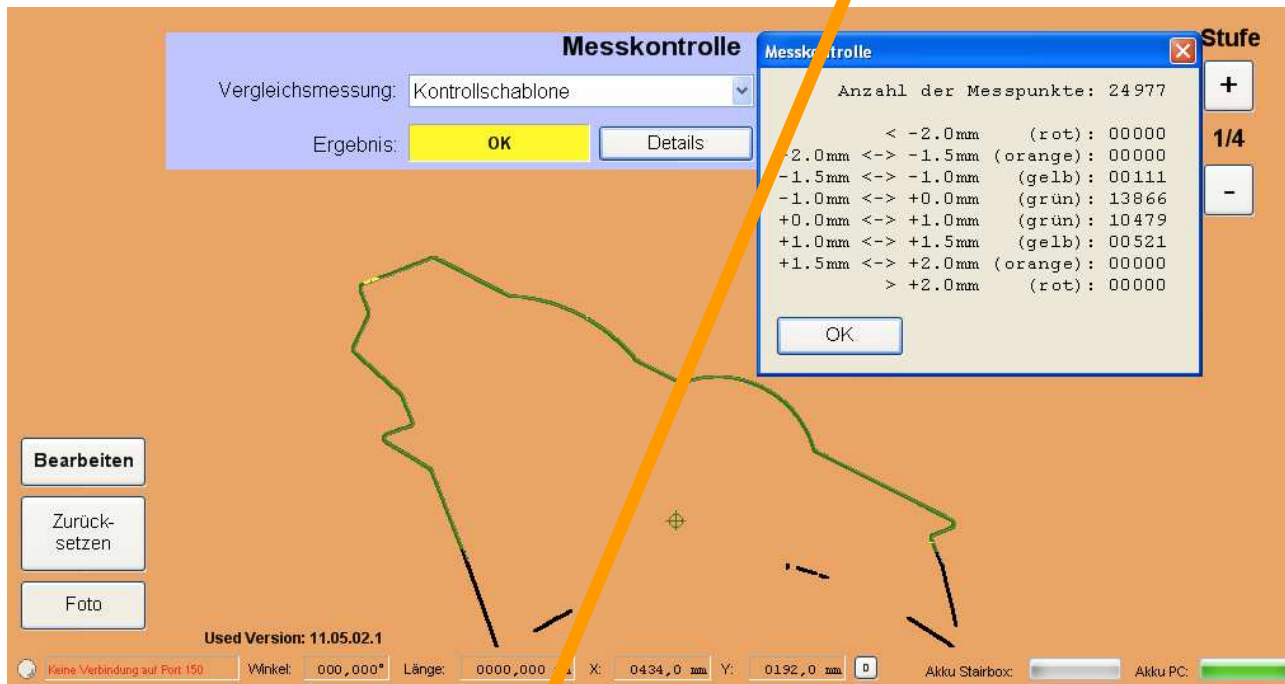 Messkontrolle
Vergleichsmessung: Kontrollschablone
Ergebnis: OK Details
Messkontrolle
Anzahl der Messpunkte: 24977
< -2.0mm (rot): 00000
-2.0mm <-> -1.5mm (orange): 00000
-1.5mm <-> -1.0mm (gelb): 00111
-1.0mm <-> +0.0mm (grün): 13866
+0.0mm <-> +1.0mm (grün): 10479
+1.0mm <-> +1.5mm (gelb): 00521
+1.5mm <-> +2.0mm (orange): 00000
> +2.0mm (rot): 00000
OK
Stufe
+
1/4
-
Bearbeiten
Zurück-
setzen
Foto
Used Version: 11.05.02.1
Keine Verbindung auf Port 150 Winkel: 000,000° Länge: 0000,000 X: 0434,0 mm Y: 0192,0 mm Akku Stairbox: Akku PC: